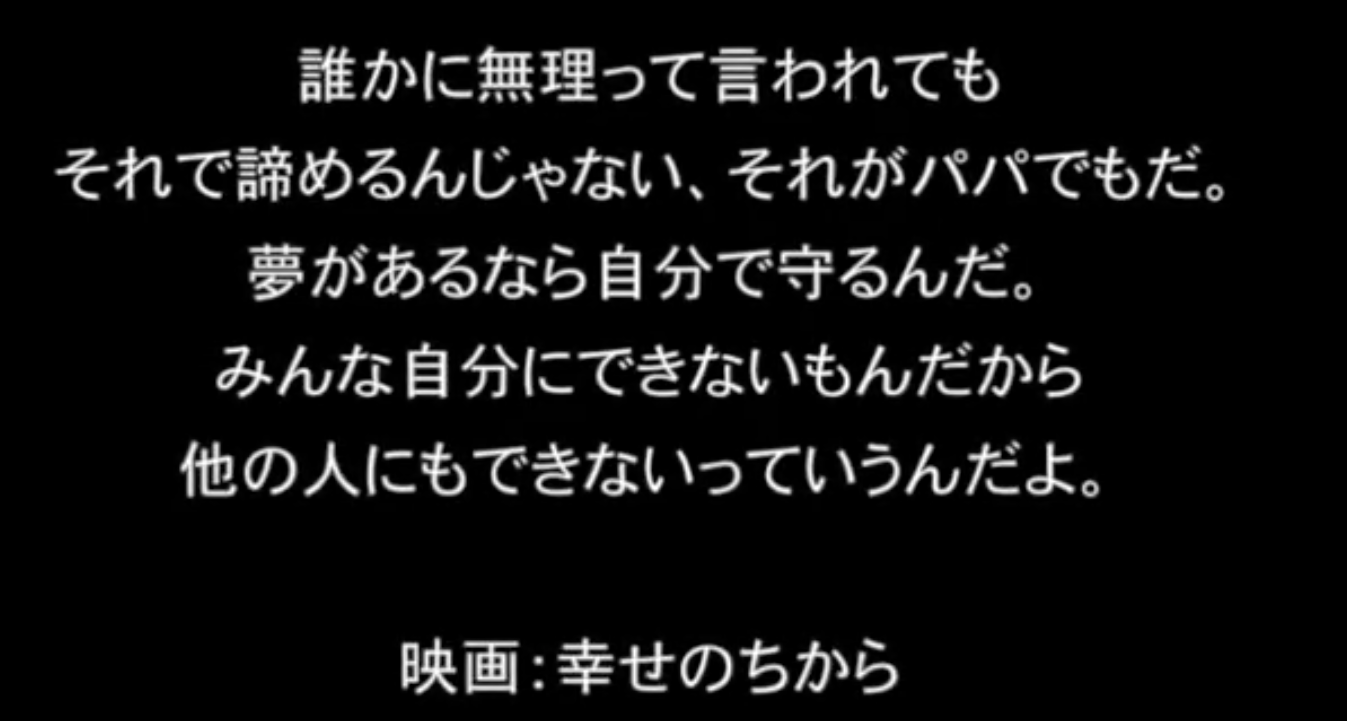 誰かに無理って言われても
それで諦めるんじゃない、それがパパでもだ。
夢があるなら自分で守るんだ。
みんな自分にできないもんだから
他の人にもできないっていうんだよ。
映画：幸せのちから